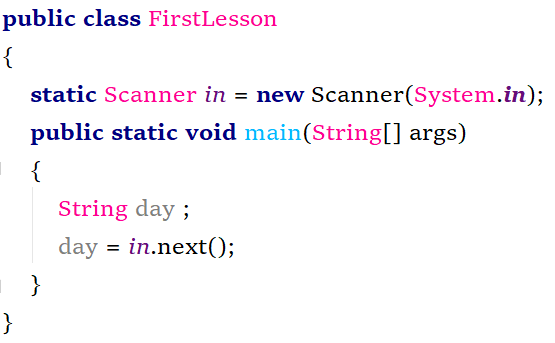 public class FirstLesson
{
static Scanner in = new Scanner(System.in);
public static void main(String[] args)
{
String day ;
day = in.next();
}
}